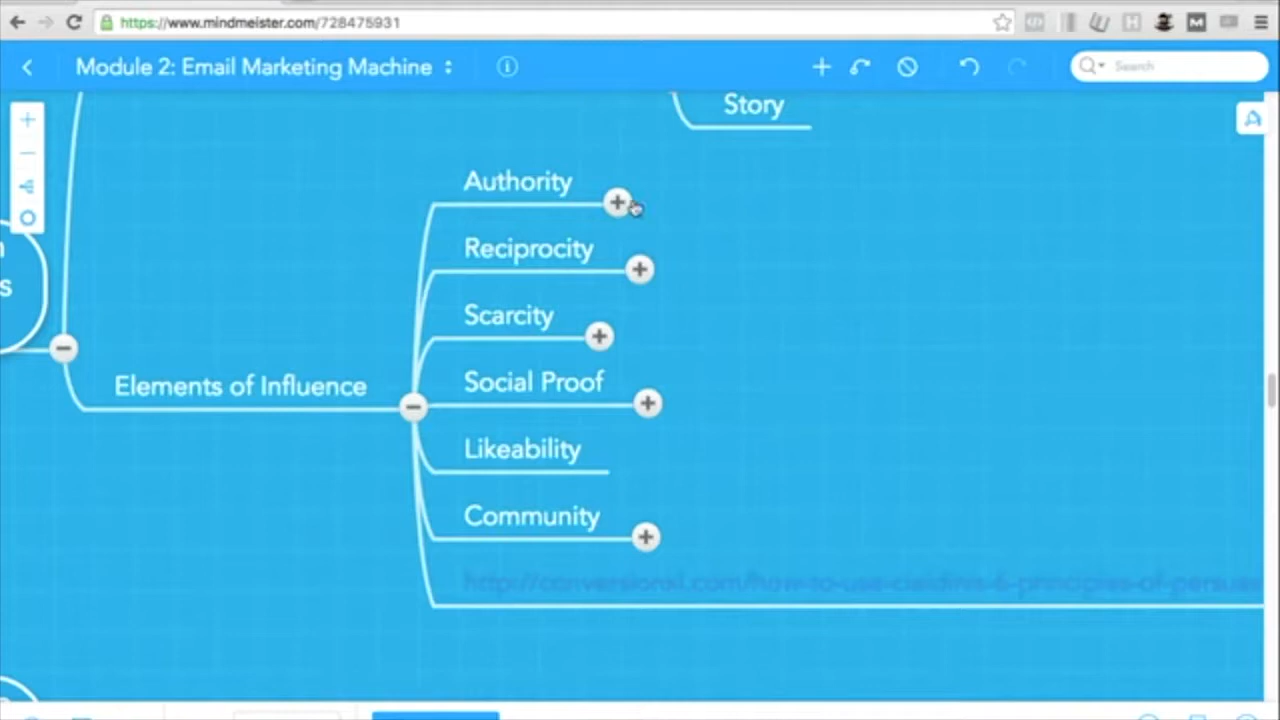 https://www.mindmeister.com/728475931
Module 2: Email Marketing Machine
Search
Story
Authority
Reciprocity
Scarcity
Social Proof
Elements of Influence
Likeability
Community